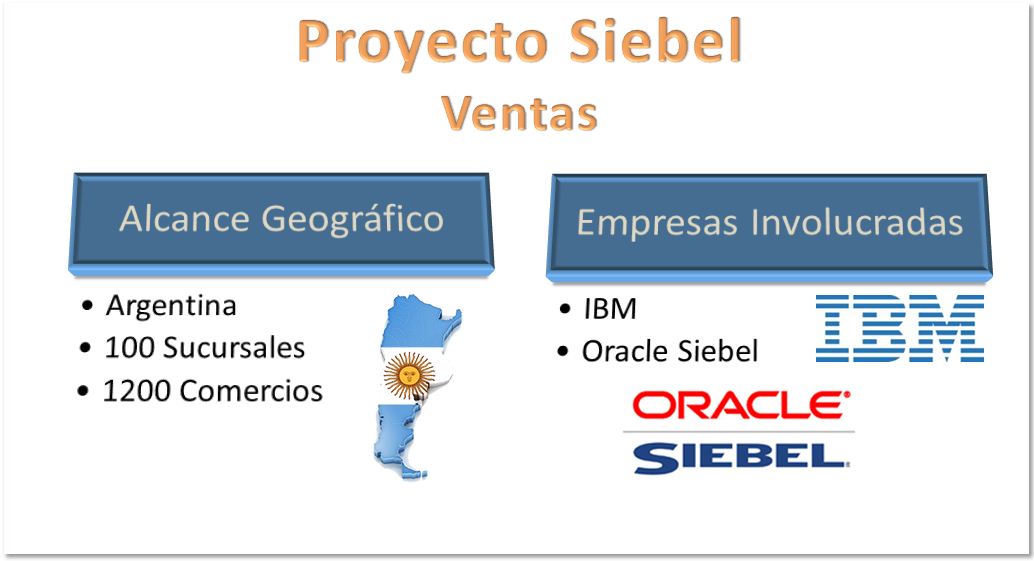 Proyecto Siebel
Ventas
Alcance Geográfico
• Argentina
• 100 Sucursales
• 1200 Comercios
Empresas Involucradas
• IBM
• Oracle Siebel
IBM
ORACLE®
SIEBEL.